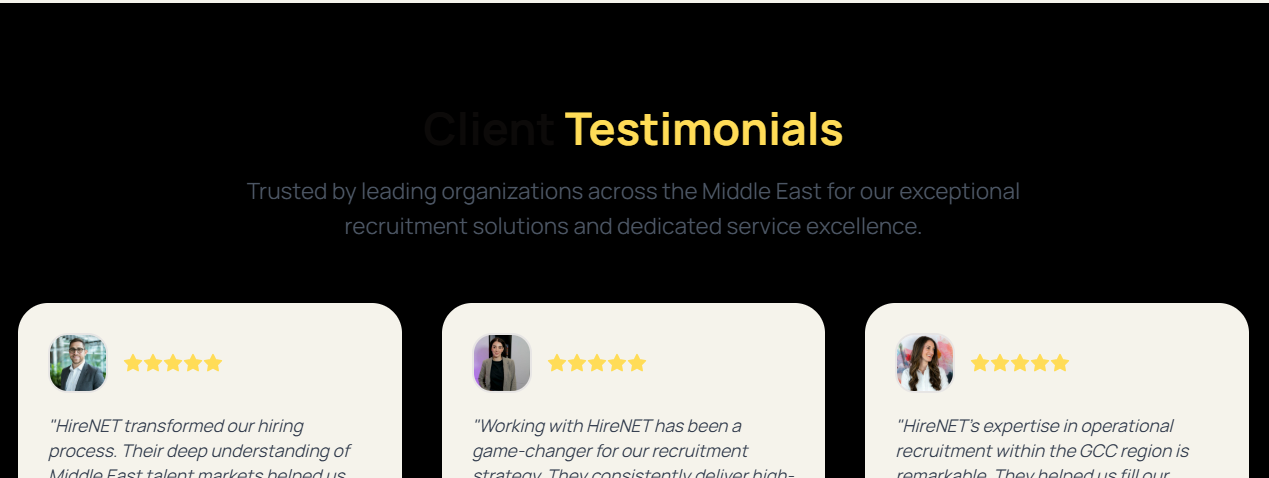 Client Testimonials
Trusted by leading organizations across the Middle East for our exceptional
recruitment solutions and dedicated service excellence.
"HireNET transformed our hiring
process. Their deep understanding of
Middle East talent markets helped us
"Working with HireNET has been a
game-changer for our recruitment
strategy. They consistently deliver high-
"HireNET's expertise in operational
recruitment within the GCC region is
remarkable. They helped us fill our